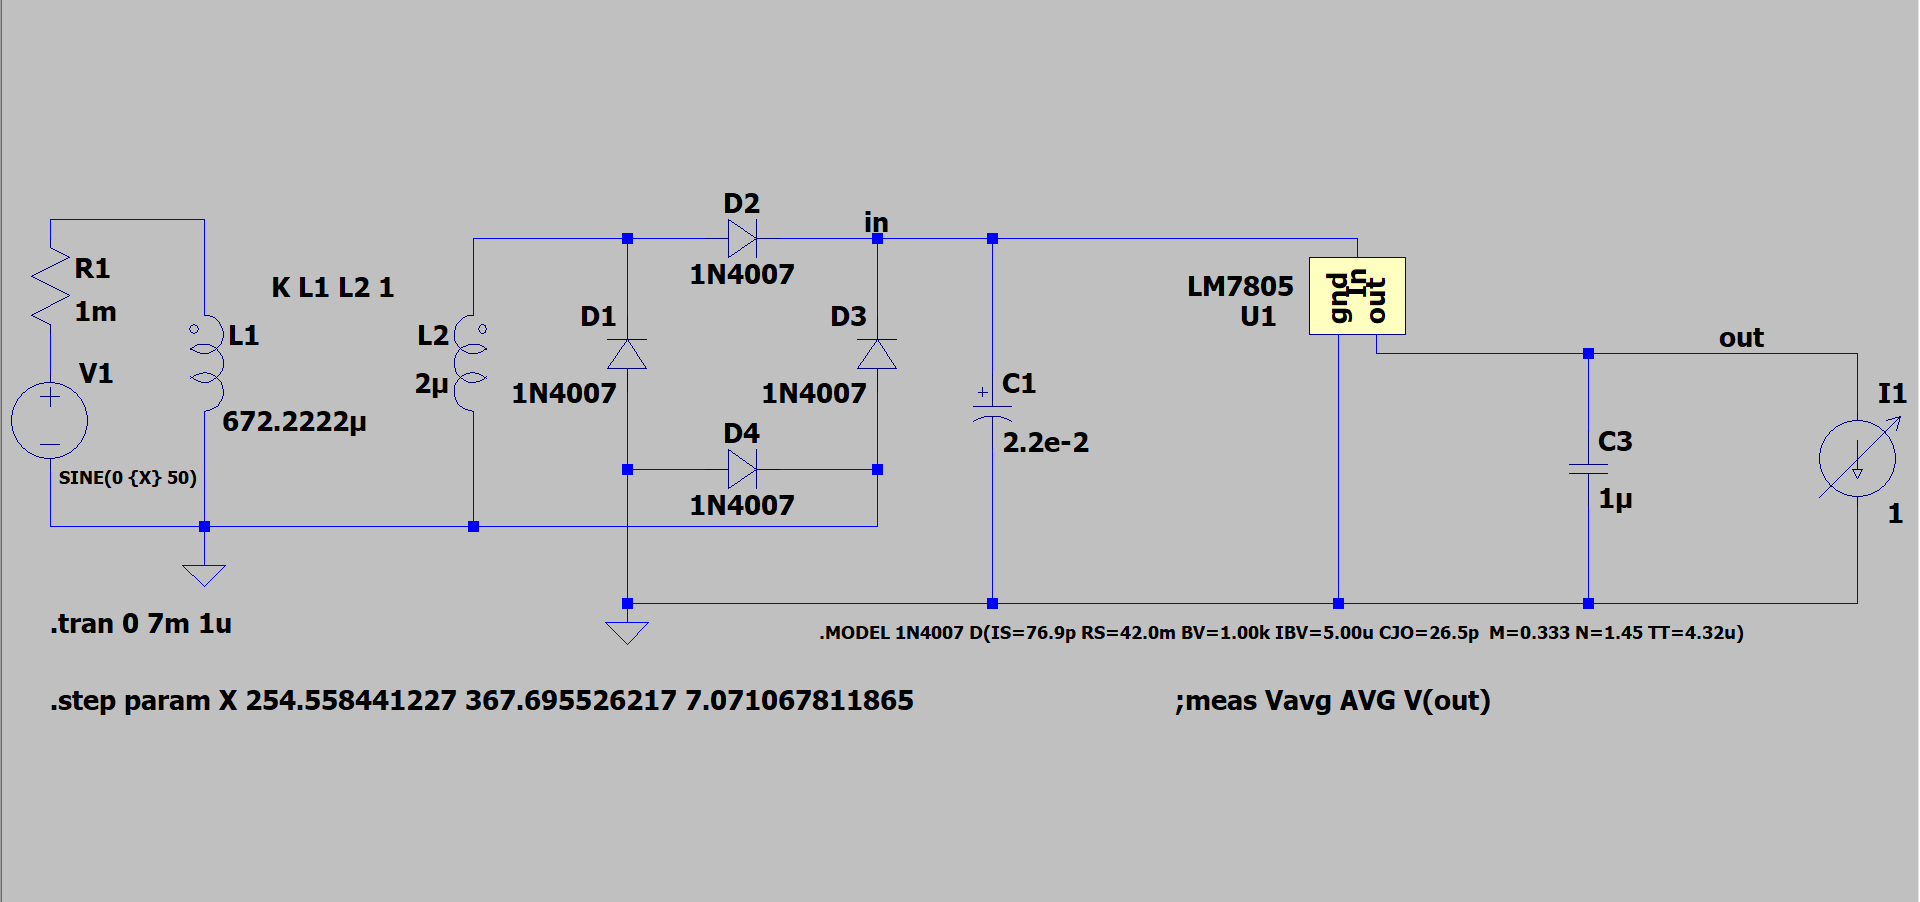 D2
in
1N4007
R1
1m
K L1 L2 1
L1
L2
2µ
D1
1N4007
D3
1N4007
LM7805
U1
gnd
In
out
out
V1
672.2222µ
SINE(0 {X} 50)
D4
1N4007
+
C1
2.2e-2
C3
1µ
I1
1
.tran 0 7m 1u
.MODEL 1N4007 D(IS=76.9p RS=42.0m BV=1.00k IBV=5.00u CJO=26.5p  M=0.333 N=1.45 TT=4.32u)
.step param X 254.558441227 367.695526217 7.071067811865
;meas Vavg AVG V(out)